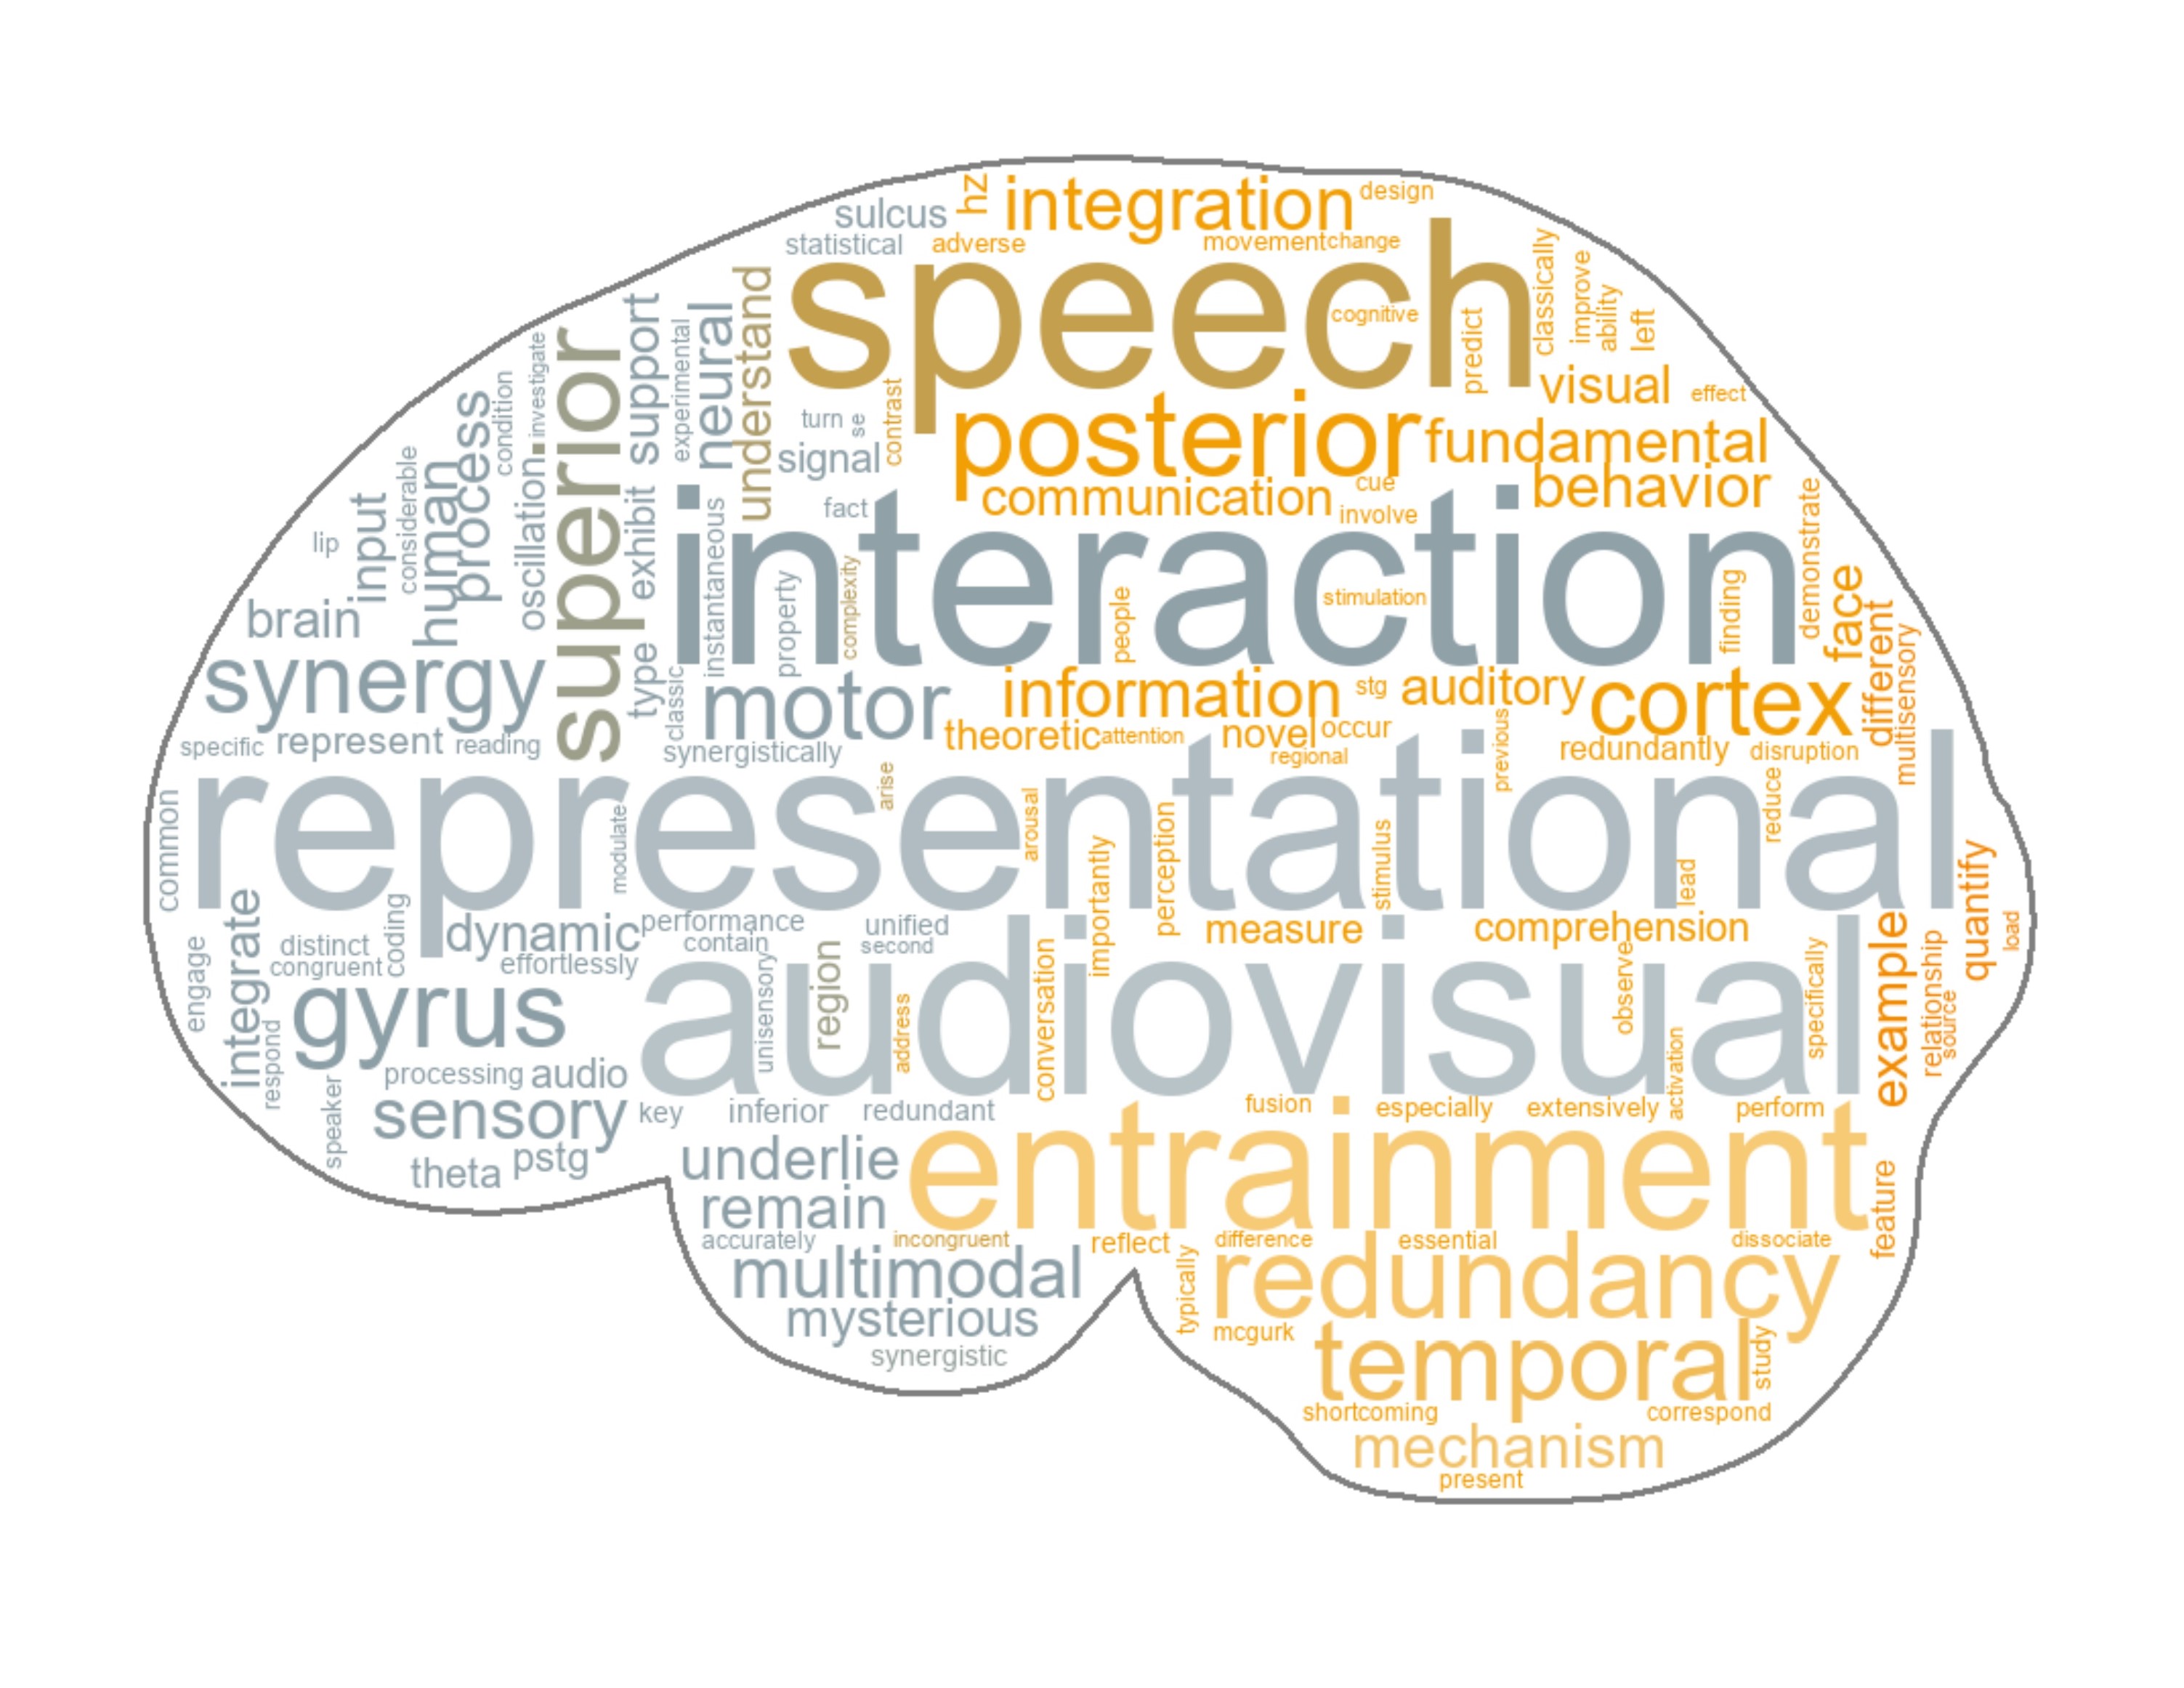 hz
integration
design
sulcus
statistical
adverse
movement
change
speech
cognitive
predict
classically
improve
ability
left
visual
effect
understand
neural
experimental
support
superior
investigate
condition
oscillation
process
human
considerable
input
lip
brain
turn
se
contrast
signal
fact
posterior
fundamental
communication
cue
involve
behavior
exhibit
instantaneous
interaction
property
complexity
people
stimulation
finding
demonstrate
face
different
multisensory
synergy
type
classic
motor
information
stg
auditory
cortex
specific
represent
reading
synergistically
theoretic
attention
novel
occur
regional
previous
redundantly
disruption
common
representational
modulate
arise
arousal
importantly
perception
stimulus
lead
reduce
quantify
load
engage
integrate
distinct
congruent
coding
dynamic
effortlessly
performance
contain
unified
second
measure
comprehension
example
relationship
source
gyrus
respond
audiovisual
unisensory
region
address
conversation
observe
activation
specifically
processing
audio
speaker
sensory
key
inferior
redundant
fusion
especially
extensively
perform
theta
pstg
underlie
entrainment
feature
remain
accurately
incongruent
reflect
difference
essential
dissociate
multimodal
typically
redundancy
mysterious
mcgurk
synergistic
temporal
study
shortcoming
correspond
mechanism
present